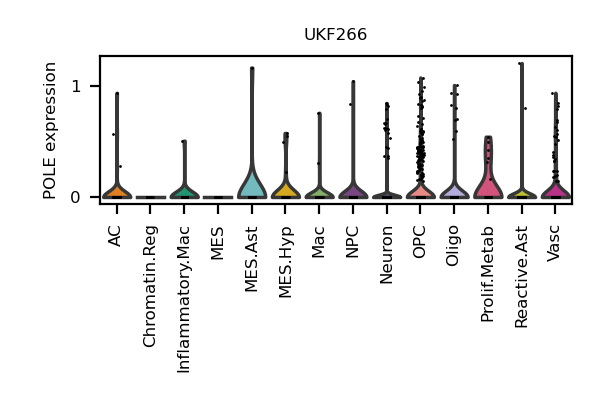 UKF266
POLE expression
1
0
AC
Chromatin.Reg
Inflammatory.Mac
MES
MES.Ast
MES.Hyp
Mac
NPC
Neuron
OPC
Oligo
Prolif.Metab
Reactive.Ast
Vasc